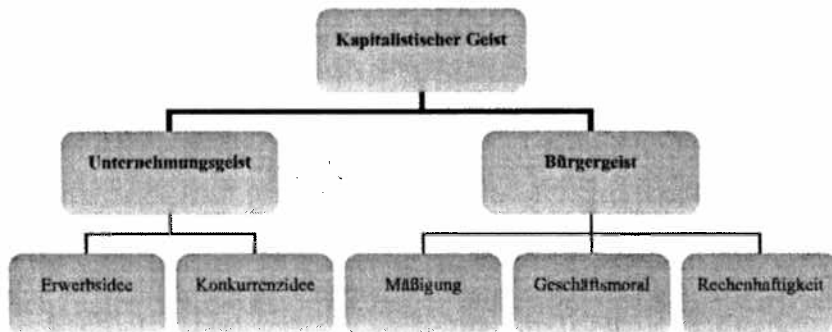 Kapitalistischer Geist
Unternehmungsgeist
Bürgergeist
Erwerbsidee
Konkurrenzidee
Mäßigung
Geschäftsmoral
Rechenhaftigkeit